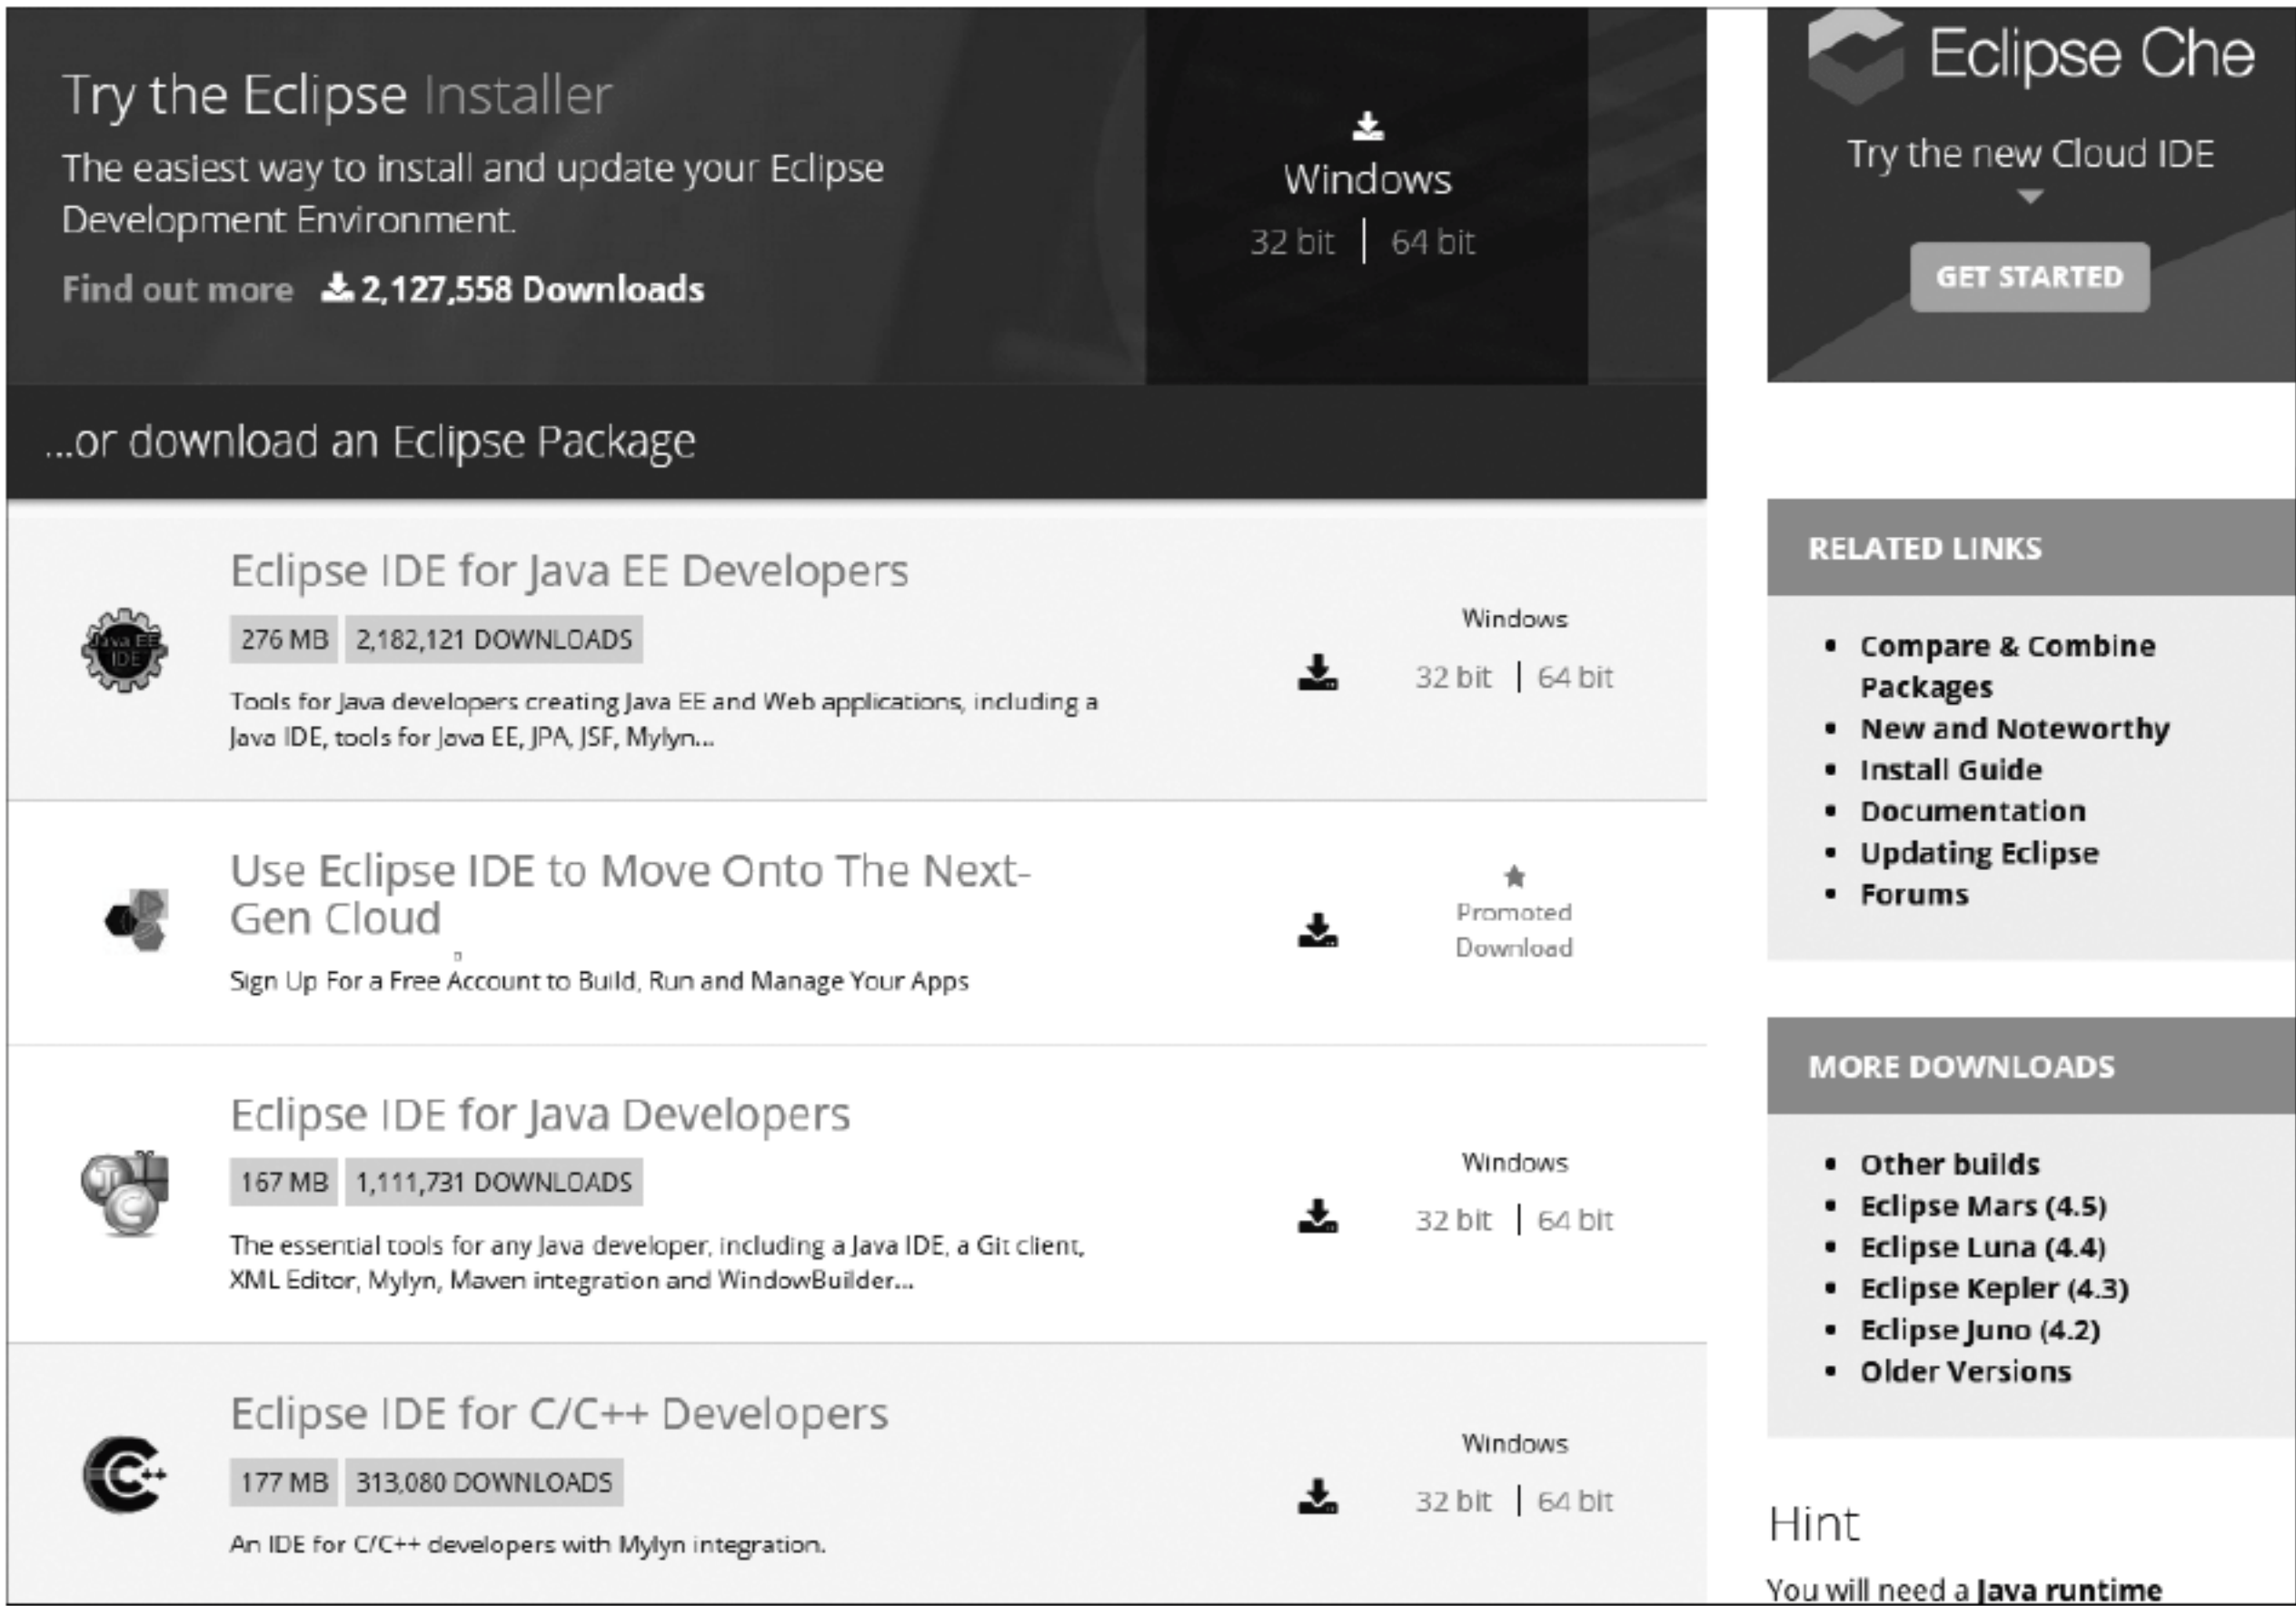 Try the Eclipse Installer
The easiest way to install and update your Eclipse
Development Environment.
Find out more 2,127,558 Downloads
Windows
32 bit | 64 bit
Eclipse Che
Try the new Cloud IDE
GET STARTED
...or download an Eclipse Package
Eclipse IDE for Java EE Developers
276 MB 2,182,121 DOWNLOADS
Tools for Java developers creating Java EE and Web applications, including a
Java IDE, tools for Java EE, JPA, JSF, Mylyn...
Java EE
IDE
Windows
32 bit | 64 bit
Use Eclipse IDE to Move Onto The Next-
Gen Cloud
Sign Up For a Free Account to Build, Run and Manage Your Apps
Promoted
Download
Eclipse IDE for Java Developers
167 MB 1,111,731 DOWNLOADS
The essential tools for any Java developer, including a Java IDE, a Git client,
XML Editor, Mylyn, Maven integration and WindowBuilder...
J
C
Windows
32 bit | 64 bit
Eclipse IDE for C/C++ Developers
177 MB 313,080 DOWNLOADS
An IDE for C/C++ developers with Mylyn integration.
C++
Windows
32 bit | 64 bit
RELATED LINKS
• Compare & Combine
Packages
• New and Noteworthy
• Install Guide
• Documentation
• Updating Eclipse
• Forums
MORE DOWNLOADS
• Other builds
• Eclipse Mars (4.5)
• Eclipse Luna (4.4)
• Eclipse Kepler (4.3)
• Eclipse Juno (4.2)
• Older Versions
Hint
You will need a Java runtime